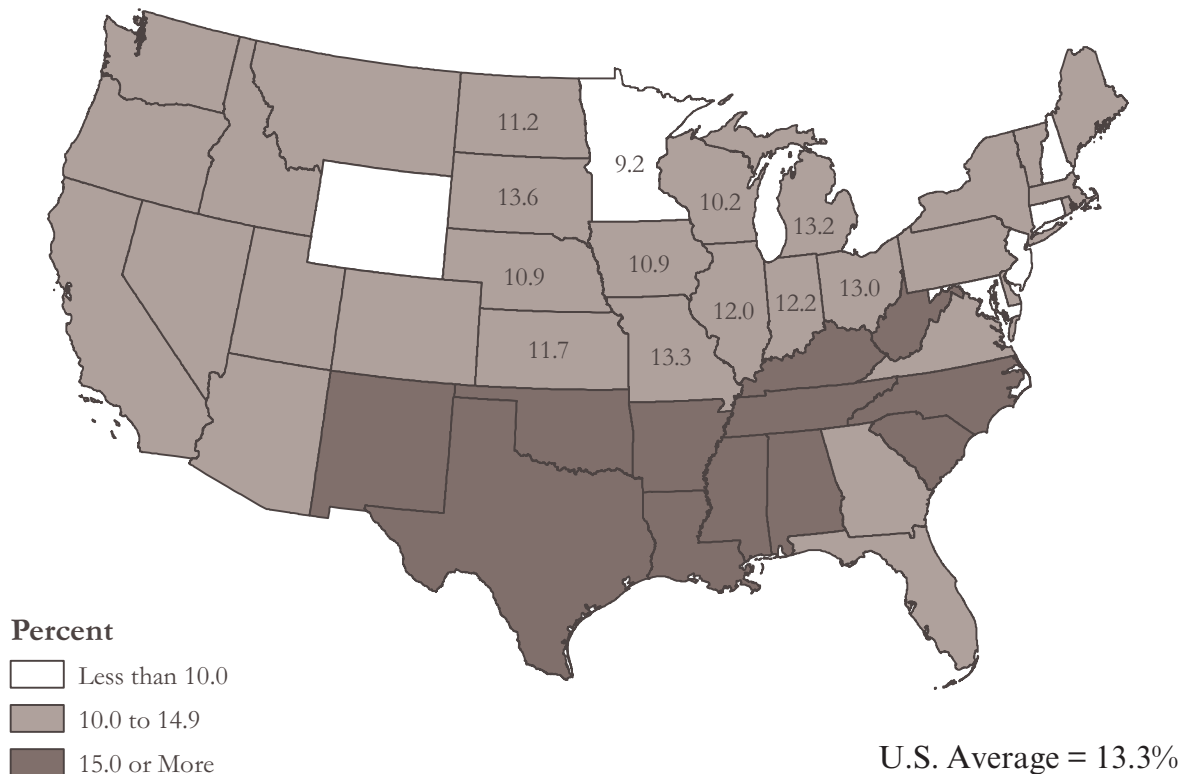 11.2
9.2
13.6
10.2
13.2
10.9
10.9
12.0
12.2
13.0
11.7
13.3
Percent
Less than 10.0
10.0 to 14.9
15.0 or More
U.S. Average = 13.3%